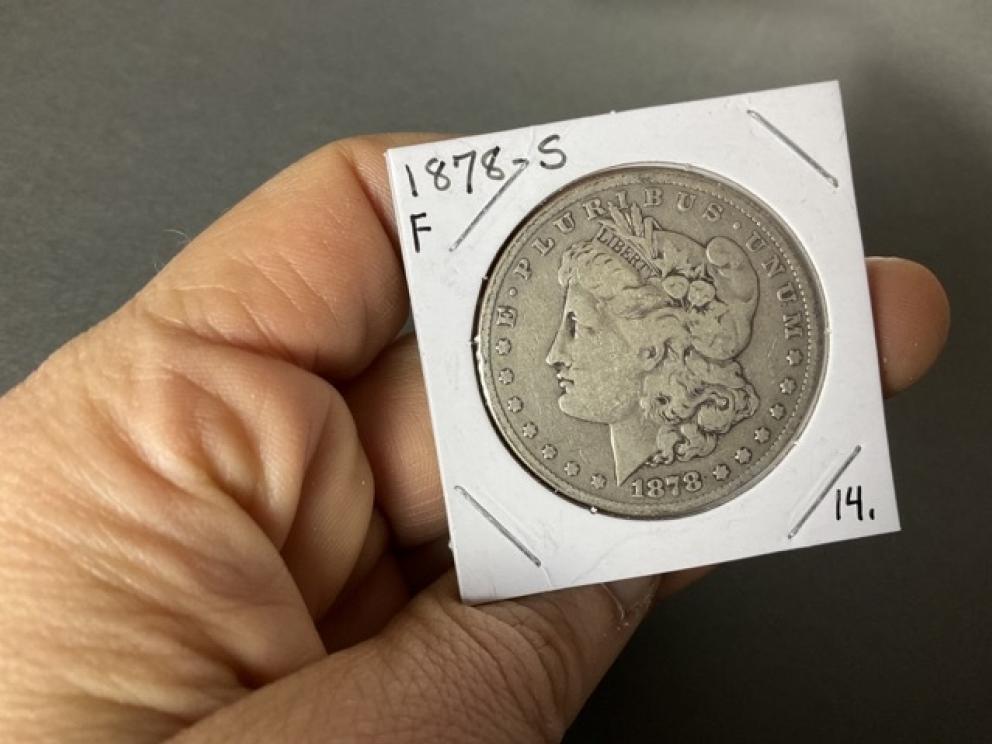 1878-S
F
E·PLURIBUS·UNUM
LIBERTY
1878
14.